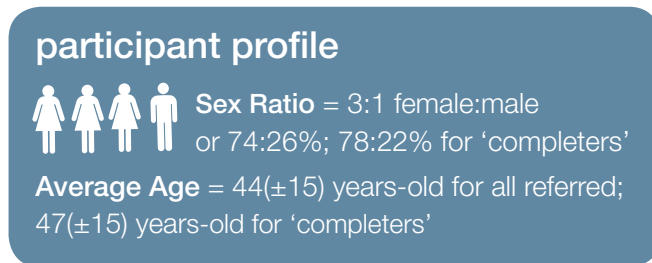 participant profile
Sex Ratio = 3:1 female:male
or 74:26%; 78:22% for ‘completers’
Average Age = 44(±15) years-old for all referred;
47(±15) years-old for ‘completers’